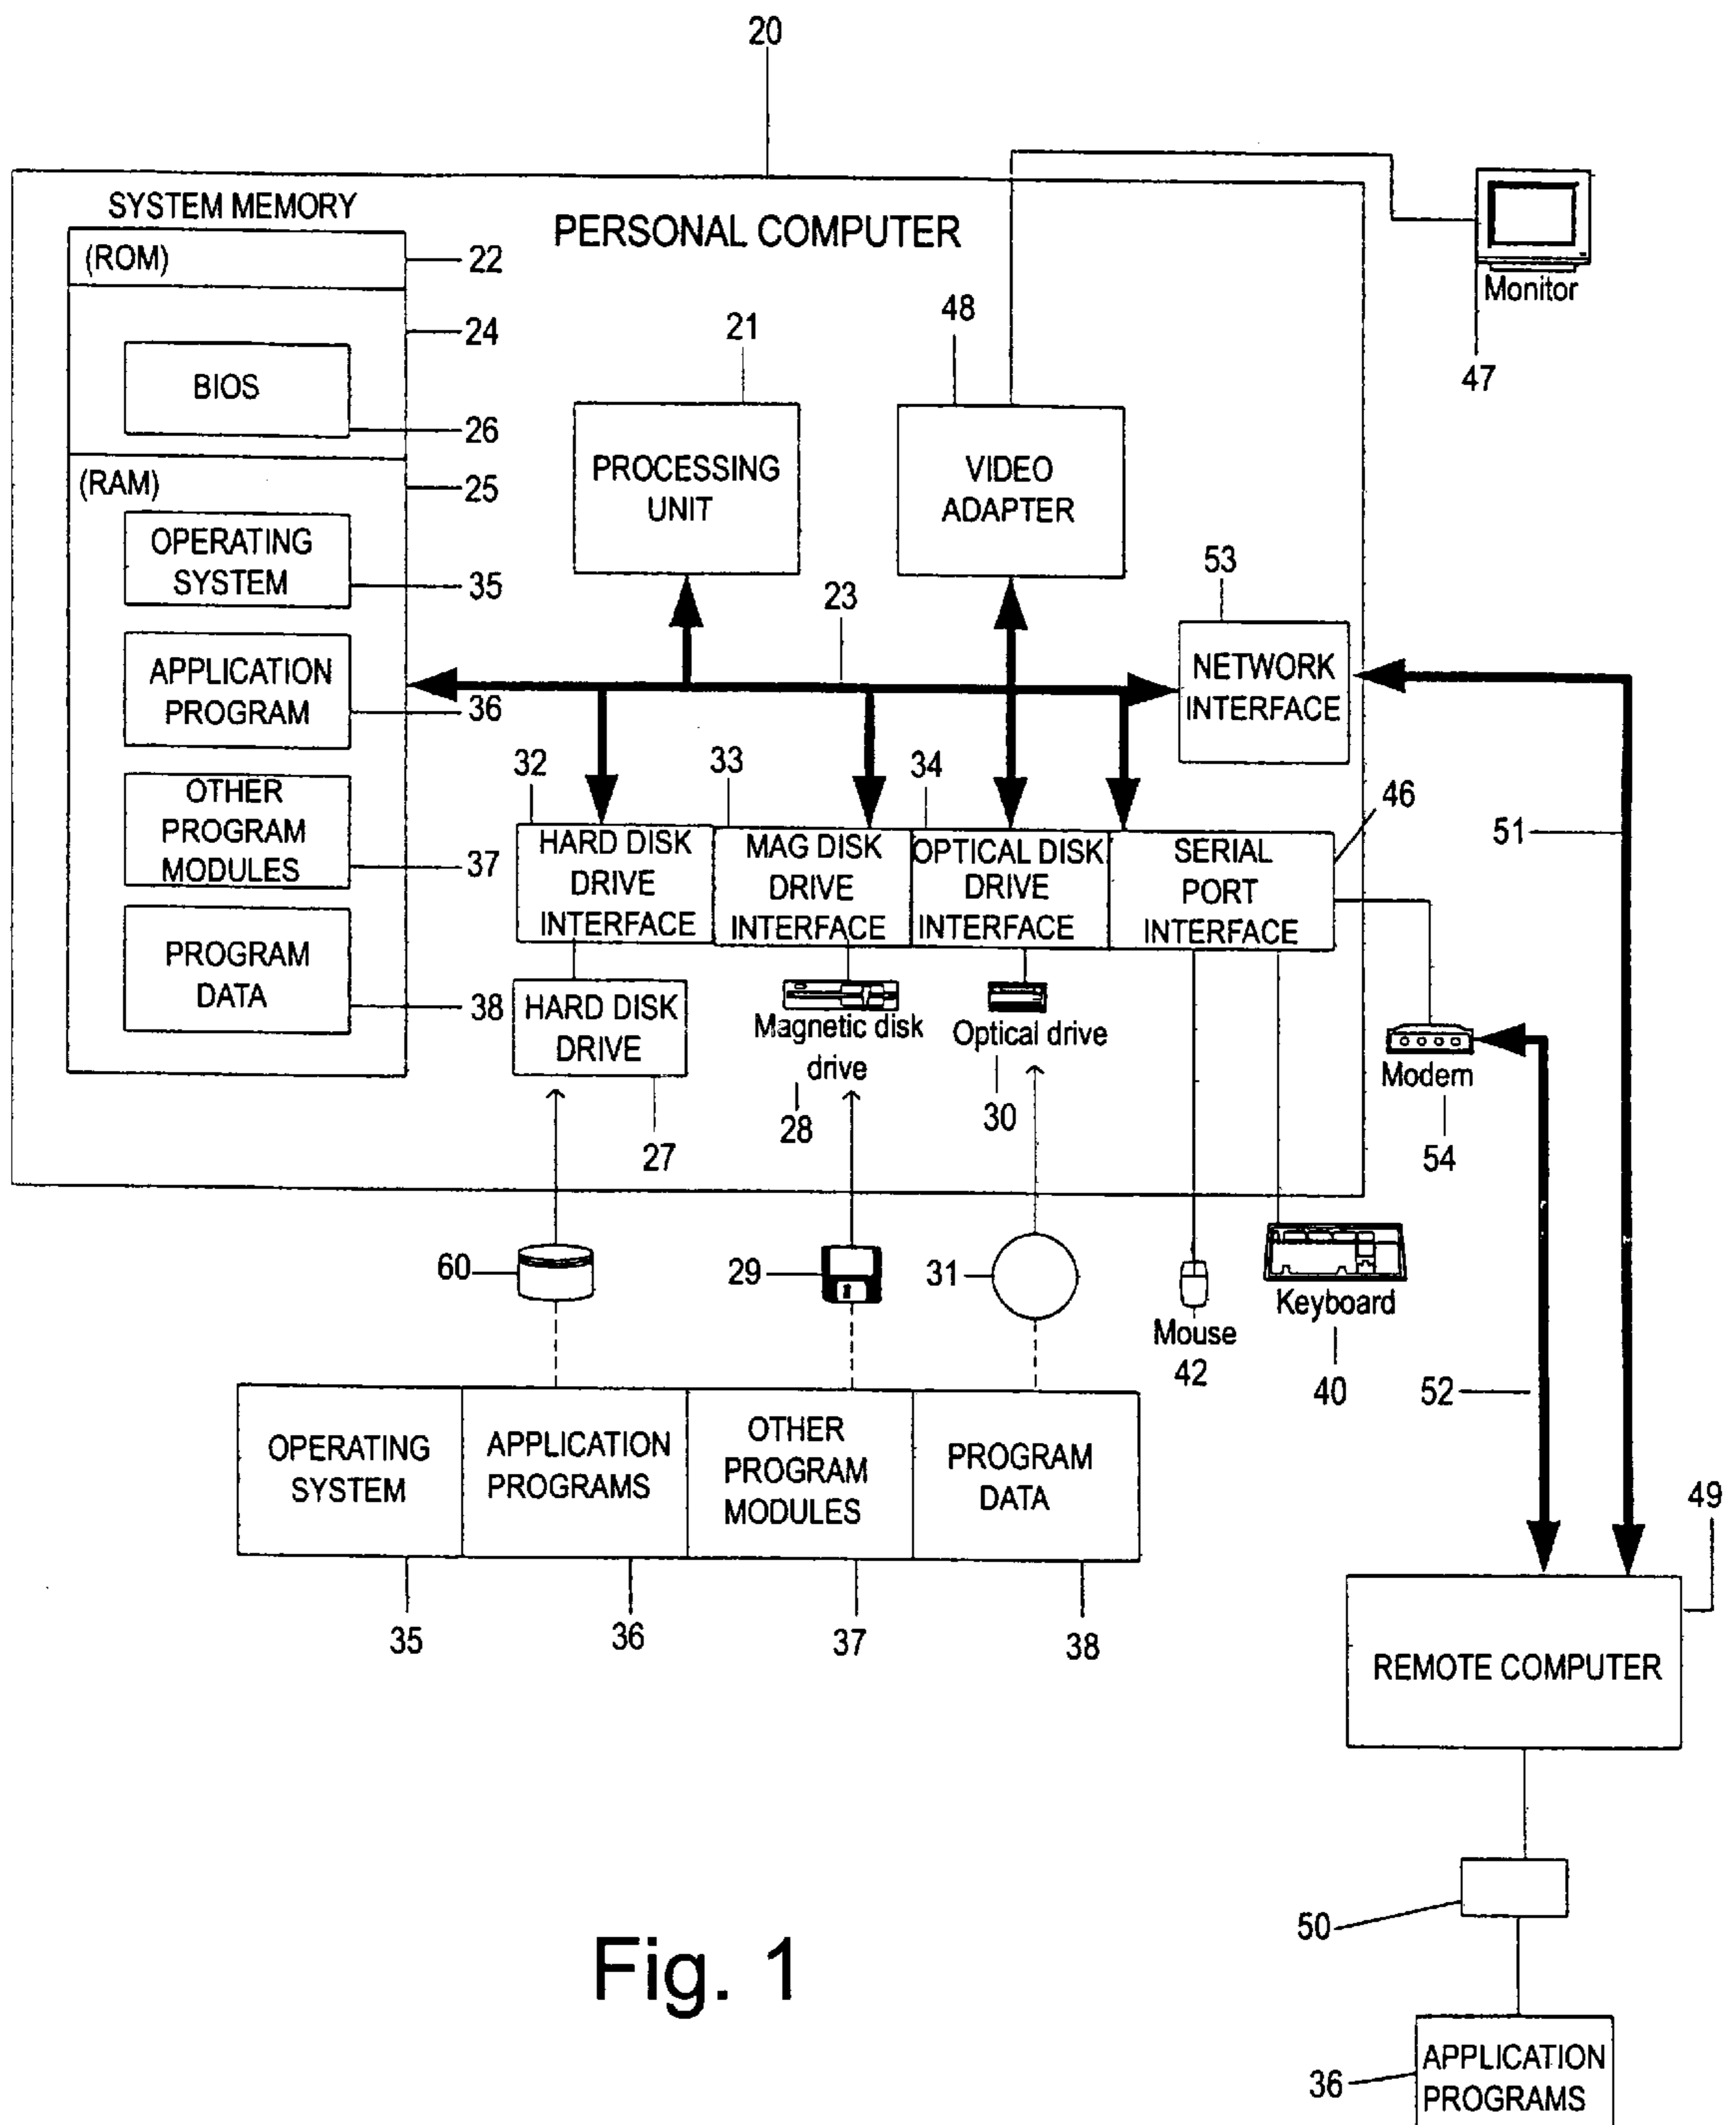 20
SYSTEM MEMORY
PERSONAL COMPUTER
(ROM)
22
24
BIOS
26
(RAM)
25
OPERATING
SYSTEM
35
APPLICATION
PROGRAM
36
OTHER
PROGRAM
MODULES
37
PROGRAM
DATA
38
21
PROCESSING
UNIT
48
VIDEO
ADAPTER
Monitor
47
23
53
NETWORK
INTERFACE
32
HARD DISK
DRIVE
INTERFACE
33
MAG DISK
DRIVE
INTERFACE
34
OPTICAL DISK
DRIVE
INTERFACE
46
SERIAL
PORT
INTERFACE
51
HARD DISK
DRIVE
27
Magnetic disk
drive
28
Optical drive
30
Modem
54
60
29
31
Mouse
42
Keyboard
40
52
OPERATING
SYSTEM
APPLICATION
PROGRAMS
OTHER
PROGRAM
MODULES
PROGRAM
DATA
35
36
37
38
49
REMOTE COMPUTER
50
36
APPLICATION
PROGRAMS
Fig. 1